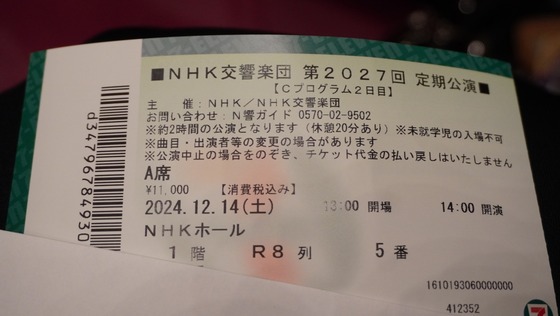 ■NHK交響楽団 第2027回 定期公演■
【Cプログラム2日目】
主　催：NHK／NHK交響楽団
お問い合わせ：N響ガイド 0570-02-9502
※約2時間の公演となります（休憩20分あり）※未就学児の入場不可
※曲目・出演者等の変更の場合があります
※公演中止の場合をのぞき、チケット代金の払い戻しはいたしません
A席
¥11,000　【消費税込み】
2024.12.14(土)　13:00 開場　14:00 開演
NHKホール
1 階　R8 列　5 番
1610193060000000
412352
7
d34796784930